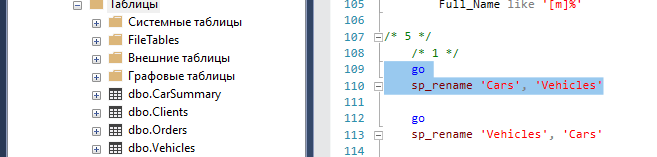 Таблицы
Системные таблицы
FileTables
Внешние таблицы
Графовые таблицы
dbo.CarSummary
dbo.Clients
dbo.Orders
dbo.Vehicles
105 Full_Name like '[m]%'
106
107 /* 5 */
108 /* 1 */
109 go
110 sp_rename 'Cars', 'Vehicles'
111
112 go
113 sp_rename 'Vehicles', 'Cars'
114